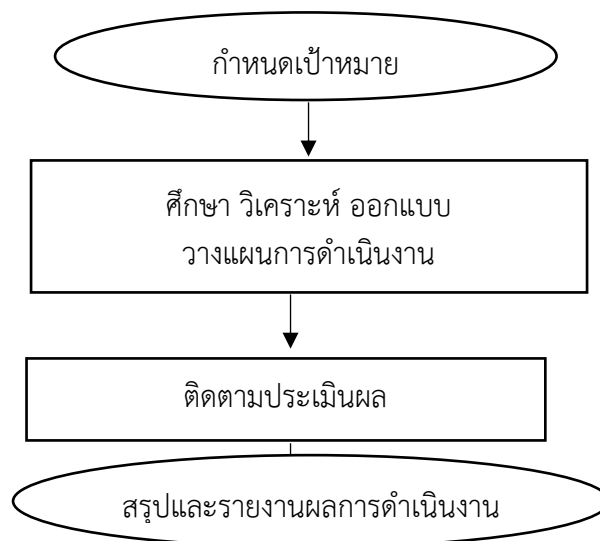 กำหนดเป้าหมาย
ศึกษา วิเคราะห์ ออกแบบ
วางแผนการดำเนินงาน
ติดตามประเมินผล
สรุปและรายงานผลการดำเนินงาน